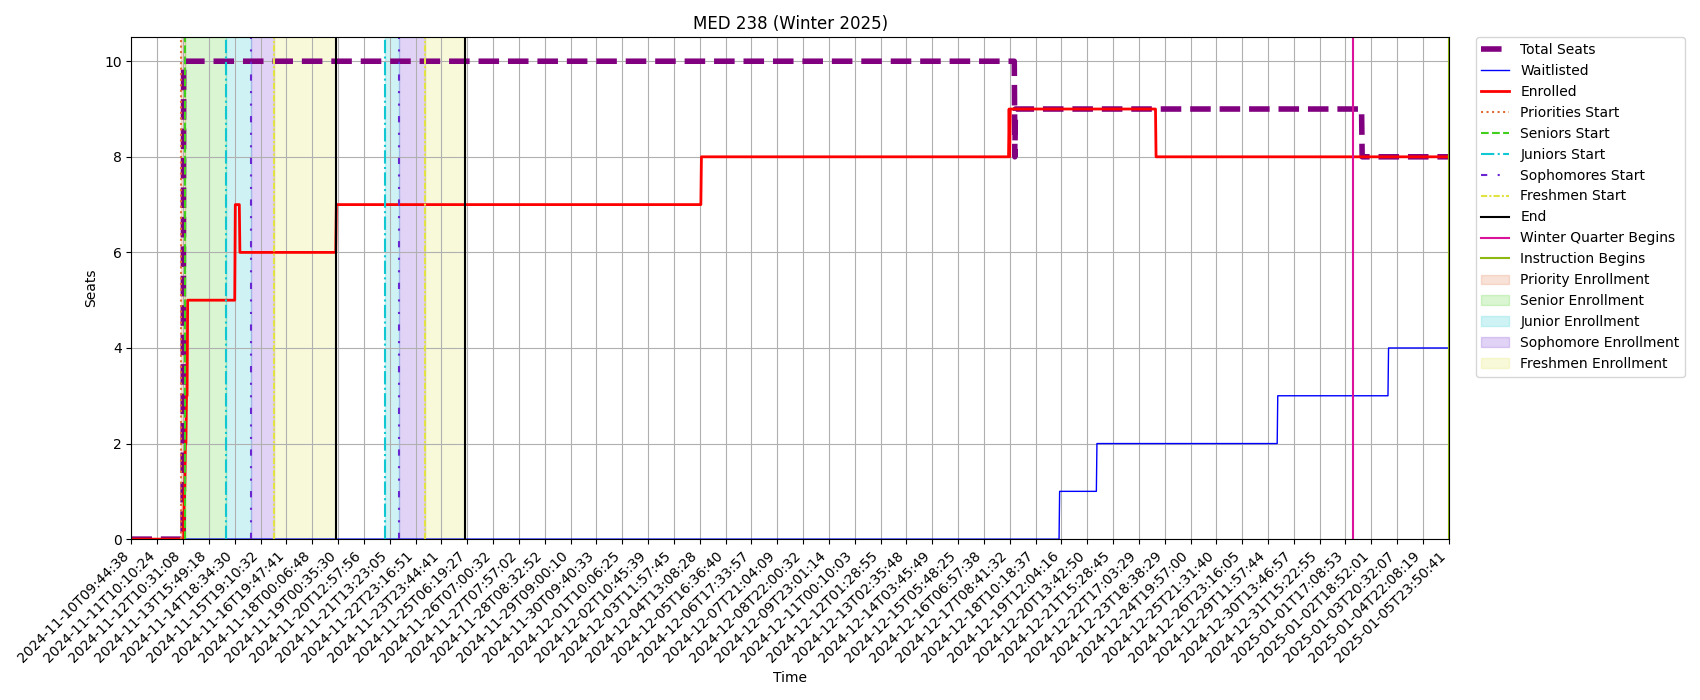 MED 238 (Winter 2025)
Seats
10
8
6
4
2
0
2024-11-10T09:44:38
2024-11-11T10:10:24
2024-11-12T10:31:08
2024-11-13T15:49:18
2024-11-14T18:34:30
2024-11-15T19:10:32
2024-11-16T19:47:41
2024-11-18T00:06:48
2024-11-19T00:35:30
2024-11-20T12:57:56
2024-11-21T13:23:05
2024-11-22T23:16:51
2024-11-23T23:44:41
2024-11-25T06:19:27
2024-11-26T07:00:32
2024-11-27T07:57:02
2024-11-28T08:32:52
2024-11-29T09:00:10
2024-11-30T09:40:33
2024-12-01T10:06:25
2024-12-02T10:45:39
2024-12-03T11:57:45
2024-12-04T13:08:28
2024-12-05T16:36:40
2024-12-06T17:33:57
2024-12-07T21:04:09
2024-12-08T22:00:32
2024-12-09T23:01:14
2024-12-11T00:10:03
2024-12-12T01:28:55
2024-12-13T02:35:48
2024-12-14T03:45:49
2024-12-15T05:48:25
2024-12-16T06:57:38
2024-12-17T08:41:32
2024-12-18T10:18:37
2024-12-19T12:04:16
2024-12-20T13:42:50
2024-12-21T15:28:45
2024-12-22T17:03:29
2024-12-23T18:38:29
2024-12-24T19:57:00
2024-12-25T21:31:40
2024-12-26T23:16:05
2024-12-29T11:57:44
2024-12-30T13:46:57
2024-12-31T15:22:55
2025-01-01T17:08:53
2025-01-02T18:52:01
2025-01-03T20:32:07
2025-01-04T22:08:19
2025-01-05T23:50:41
Time
Total Seats
Waitlisted
Enrolled
Priorities Start
Seniors Start
Juniors Start
Sophomores Start
Freshmen Start
End
Winter Quarter Begins
Instruction Begins
Priority Enrollment
Senior Enrollment
Junior Enrollment
Sophomore Enrollment
Freshmen Enrollment